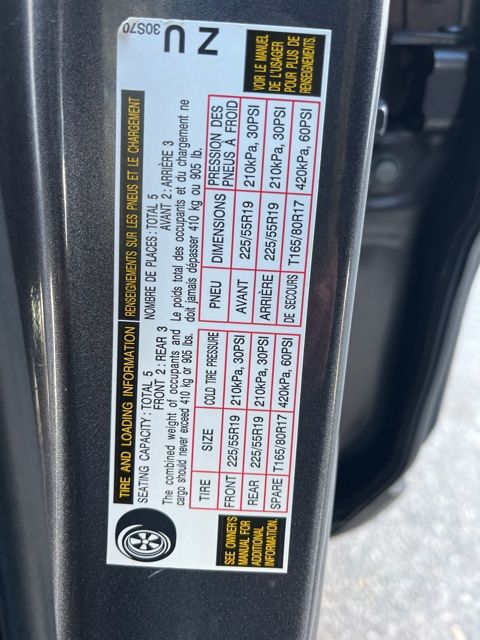 TIRE AND LOADING INFORMATION
RENSEIGNEMENTS SUR LES PNEUS ET LE CHARGEMENT
SEATING CAPACITY: TOTAL 5
FRONT 2: REAR 3
NOMBRE DE PLACES: TOTAL 5
AVANT 2: ARRIÈRE 3
The combined weight of occupants and
cargo should never exceed 410 kg or 905 lbs.
Le poids total des occupants et du chargement ne
doit jamais dépasser 410 kg ou 905 lb.
TIRE SIZE COLD TIRE PRESSURE
FRONT 225/55R19 210kPa, 30PSI
REAR 225/55R19 210kPa, 30PSI
SPARE T165/80R17 420kPa, 60PSI
PNEU DIMENSIONS PRESSION DES
PNEUS À FROID
AVANT 225/55R19 210kPa, 30PSI
ARRIÈRE 225/55R19 210kPa, 30PSI
DE SECOURS T165/80R17 420kPa, 60PSI
SEE OWNER'S
MANUAL FOR
ADDITIONAL
INFORMATION.
VOIR LE MANUEL
DE L'USAGER
POUR PLUS DE
RENSEIGNEMENTS.
30S70
Z U